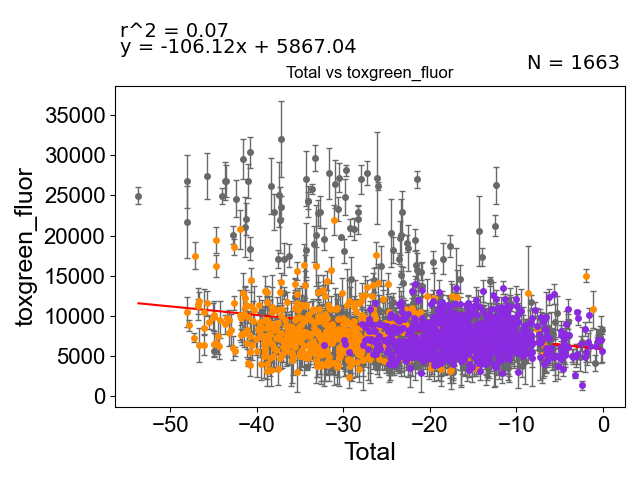 r^2 = 0.07
y = -106.12x + 5867.04
N = 1663
Total vs toxgreen_fluor
toxgreen_fluor
35000
30000
25000
20000
15000
10000
5000
0
−50
−40
−30
−20
−10
0
Total